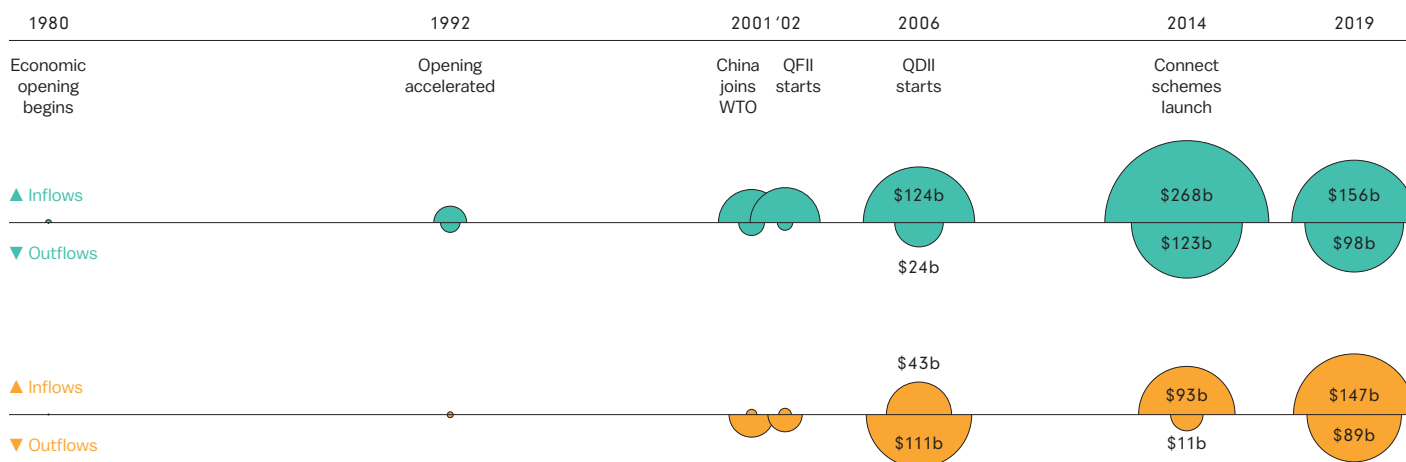 1980 1992 2001 '02 2006 2014 2019
Economic opening begins
Opening accelerated
China joins WTO
QFII starts
QDII starts
Connect schemes launch
▲ Inflows
$124b $268b $156b
▼ Outflows
$24b $123b $98b
▲ Inflows
$43b $93b $147b
▼ Outflows
$111b $11b $89b